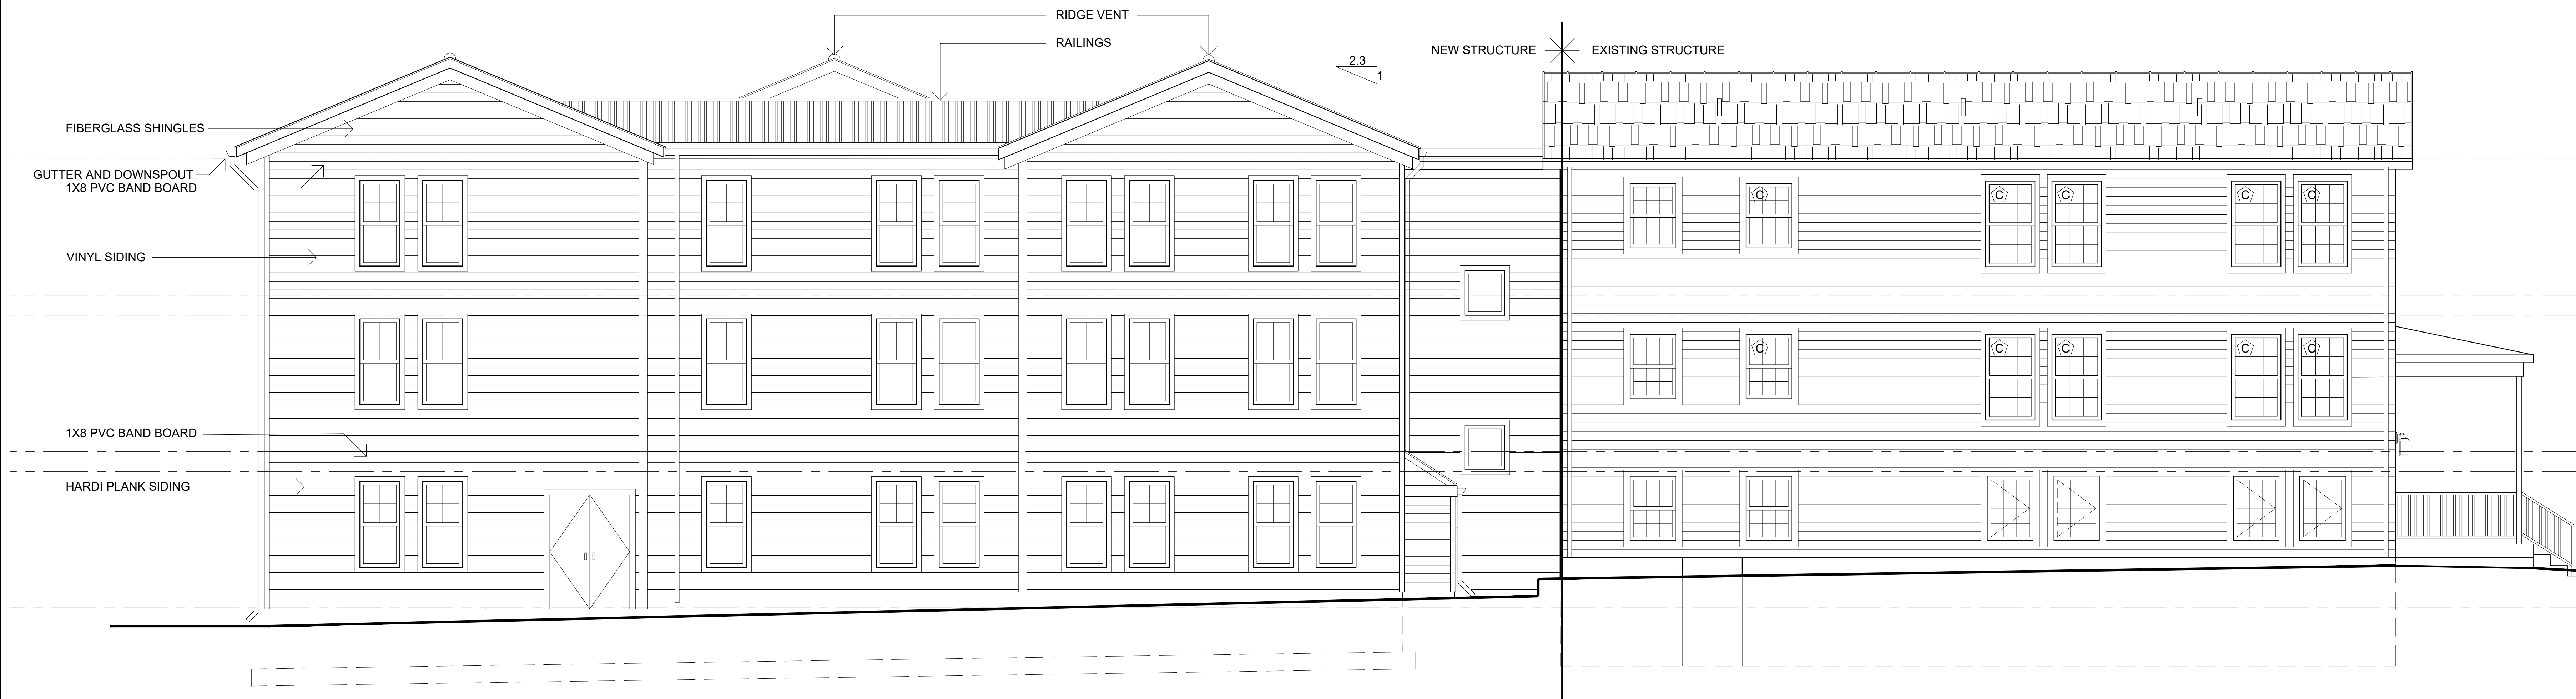 RIDGE VENT
RAILINGS
NEW STRUCTURE
EXISTING STRUCTURE
2.3
1
FIBERGLASS SHINGLES
GUTTER AND DOWNSPOUT
1X8 PVC BAND BOARD
C
C
C
C
C
VINYL SIDING
C
C
C
C
C
1X8 PVC BAND BOARD
HARDI PLANK SIDING